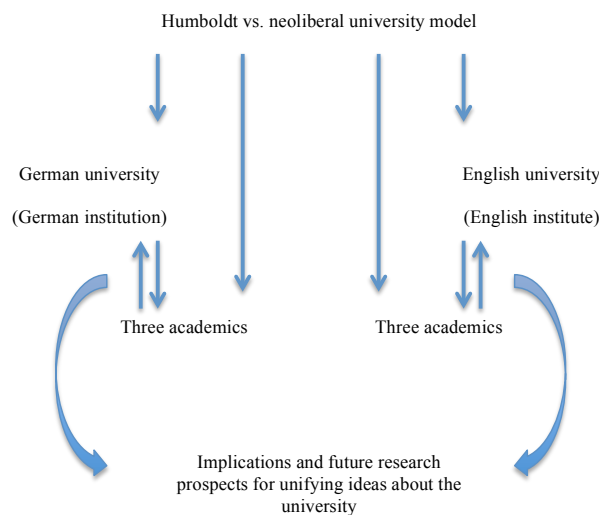 Humboldt vs. neoliberal university model
German university
(German institution)
English university
(English institute)
Three academics
Three academics
Implications and future research
prospects for unifying ideas about the
university